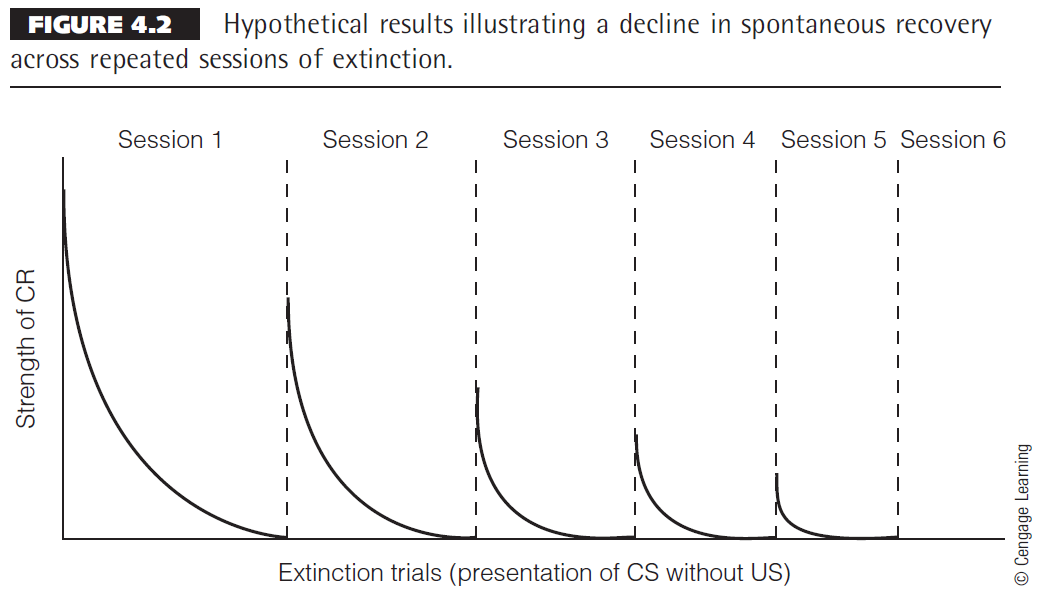 FIGURE 4.2 Hypothetical results illustrating a decline in spontaneous recovery
across repeated sessions of extinction.
Session 1 Session 2 Session 3 Session 4 Session 5 Session 6
Strength of CR
Extinction trials (presentation of CS without US)
© Cengage Learning